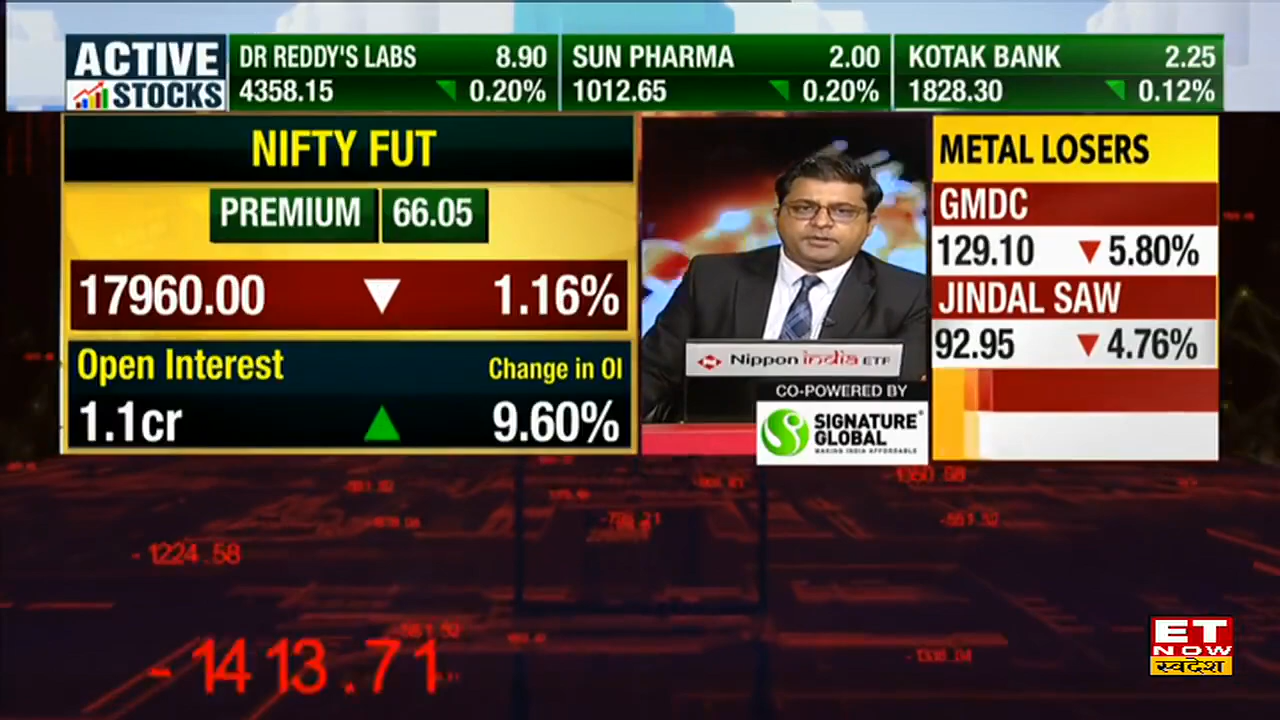 ACTIVE
STOCKS
DR REDDY'S LABS 8.90
4358.15 0.20%
SUN PHARMA 2.00
1012.65 0.20%
KOTAK BANK 2.25
1828.30 0.12%
NIFTY FUT
PREMIUM 66.05
17960.00 1.16%
Open Interest Change in OI
1.1cr 9.60%
Nippon india ETF
CO-POWERED BY
SIGNATURE
GLOBAL
MAKING INDIA AFFORDABLE
METAL LOSERS
GMDC
129.10 5.80%
JINDAL SAW
92.95 4.76%
- 1224.58
- 1413.71
ET
NOW
स्वदेश